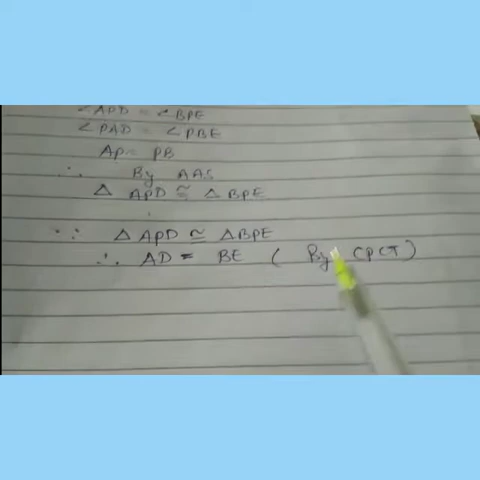 ∠APD = ∠BPE
∠PAD = ∠PBE
AP = PB
∴ By AAS
△ APD ≅ △ BPE
∵ △ APD ≅ △BPE
∴ AD = BE ( By CPCT )